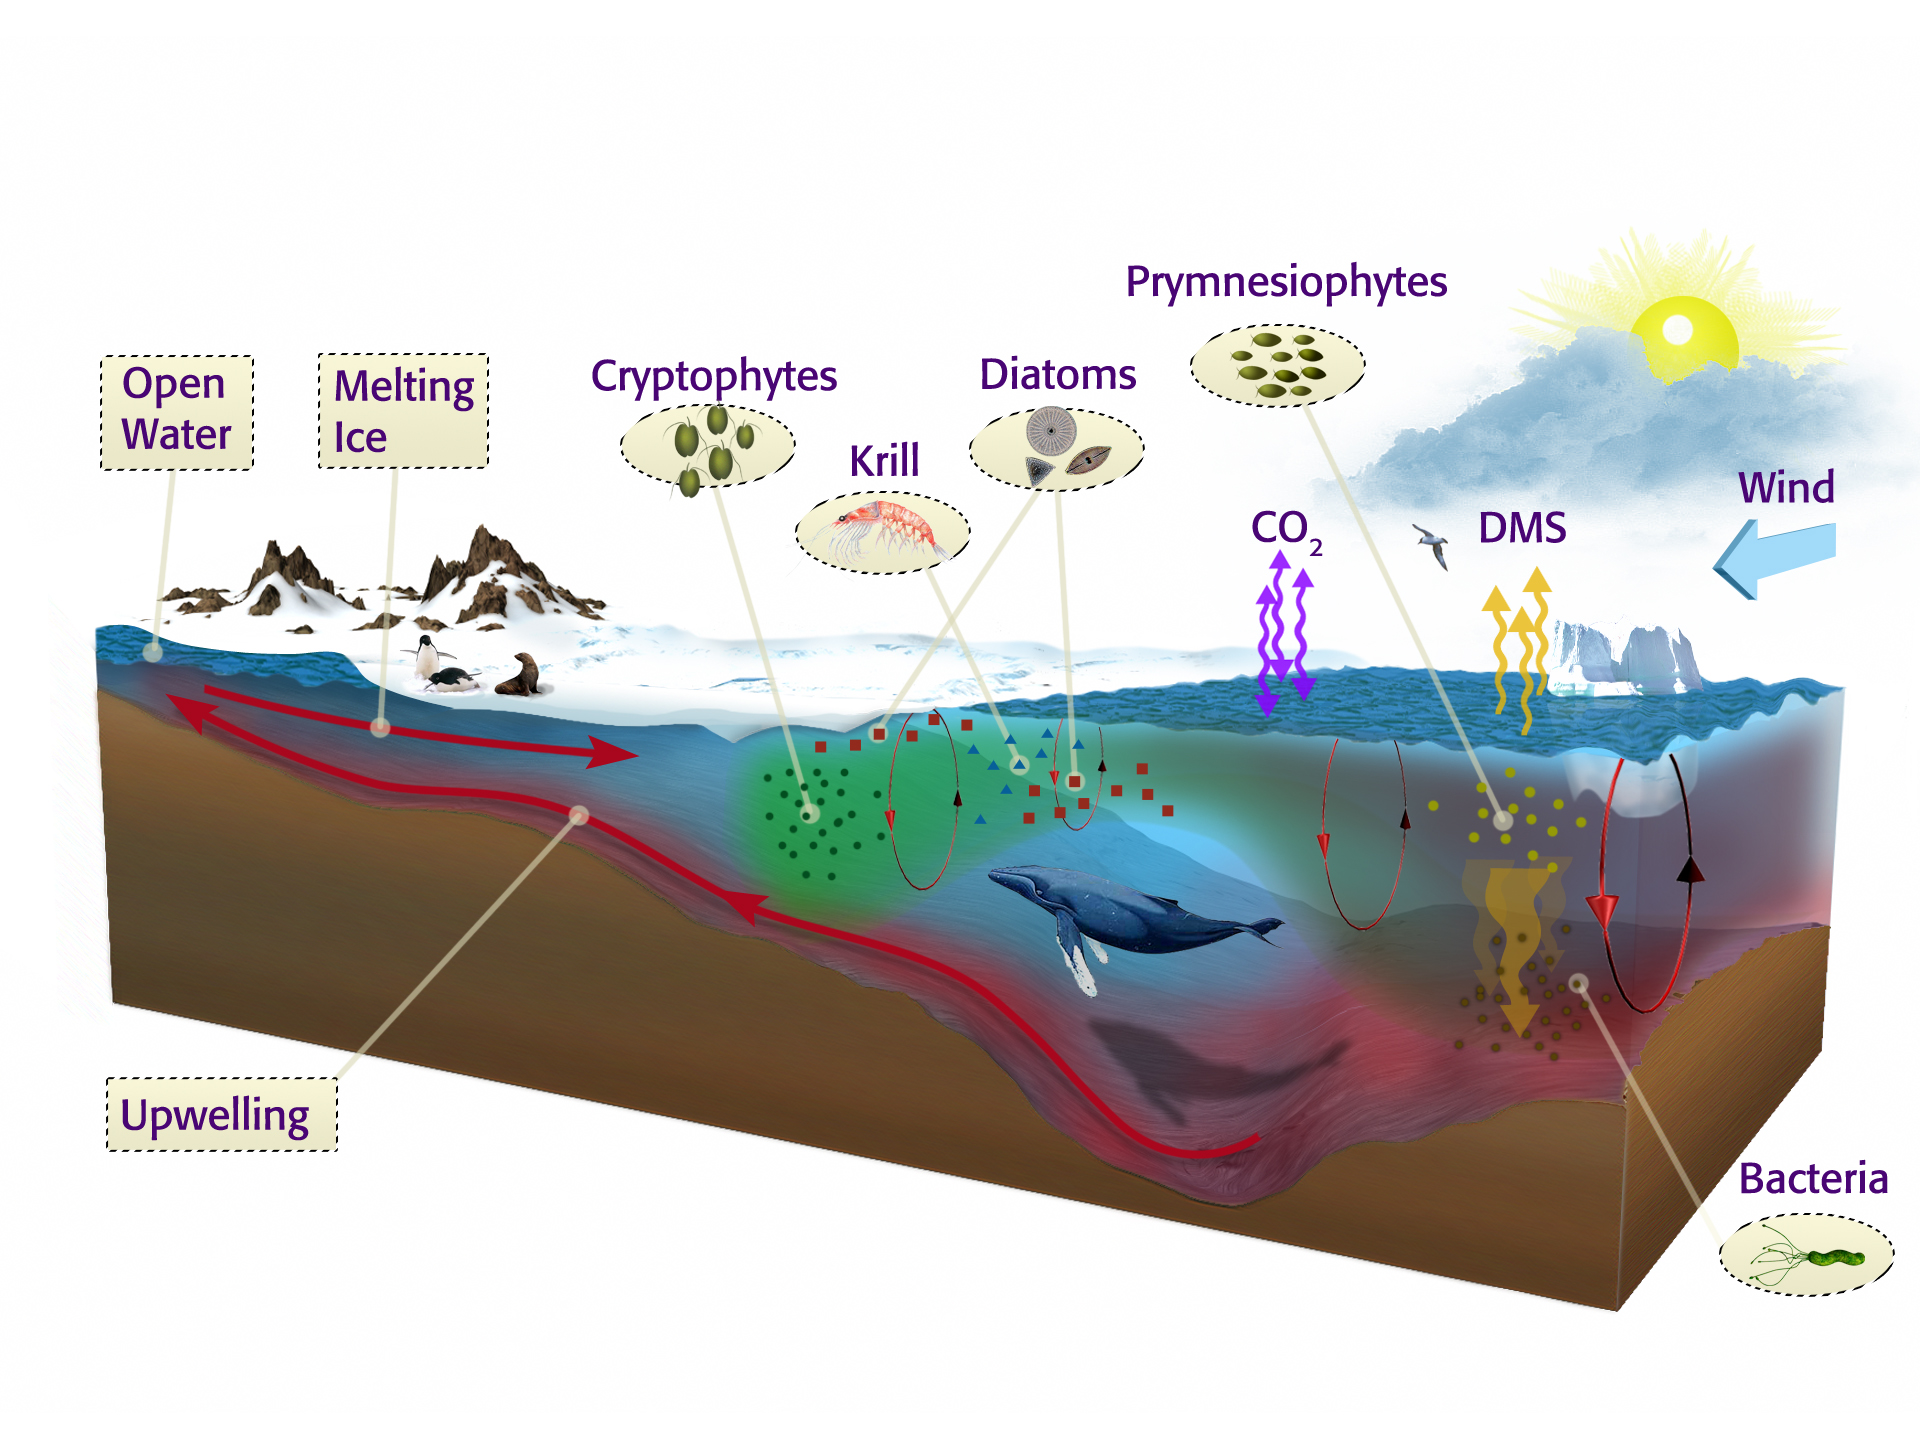 Prymnesiophytes
Open
Water
Melting
Ice
Cryptophytes
Diatoms
Krill
Wind
CO₂
DMS
Upwelling
Bacteria